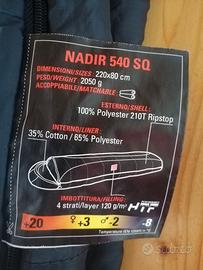 NADIR 540 SQ
DIMENSIONI/SIZES: 220x80 cm
PESO/WEIGHT: 2050 g
ACCOPPIABILE/MATCHABLE:
ESTERNO/SHELL:
100% Polyester 210T Ripstop
INTERNO/LINER:
35% Cotton / 65% Polyester
IMBOTTITURA/FILLING:
4 strati/layer 120 g/m²
HTF
+20 +3 -2 -8
subito